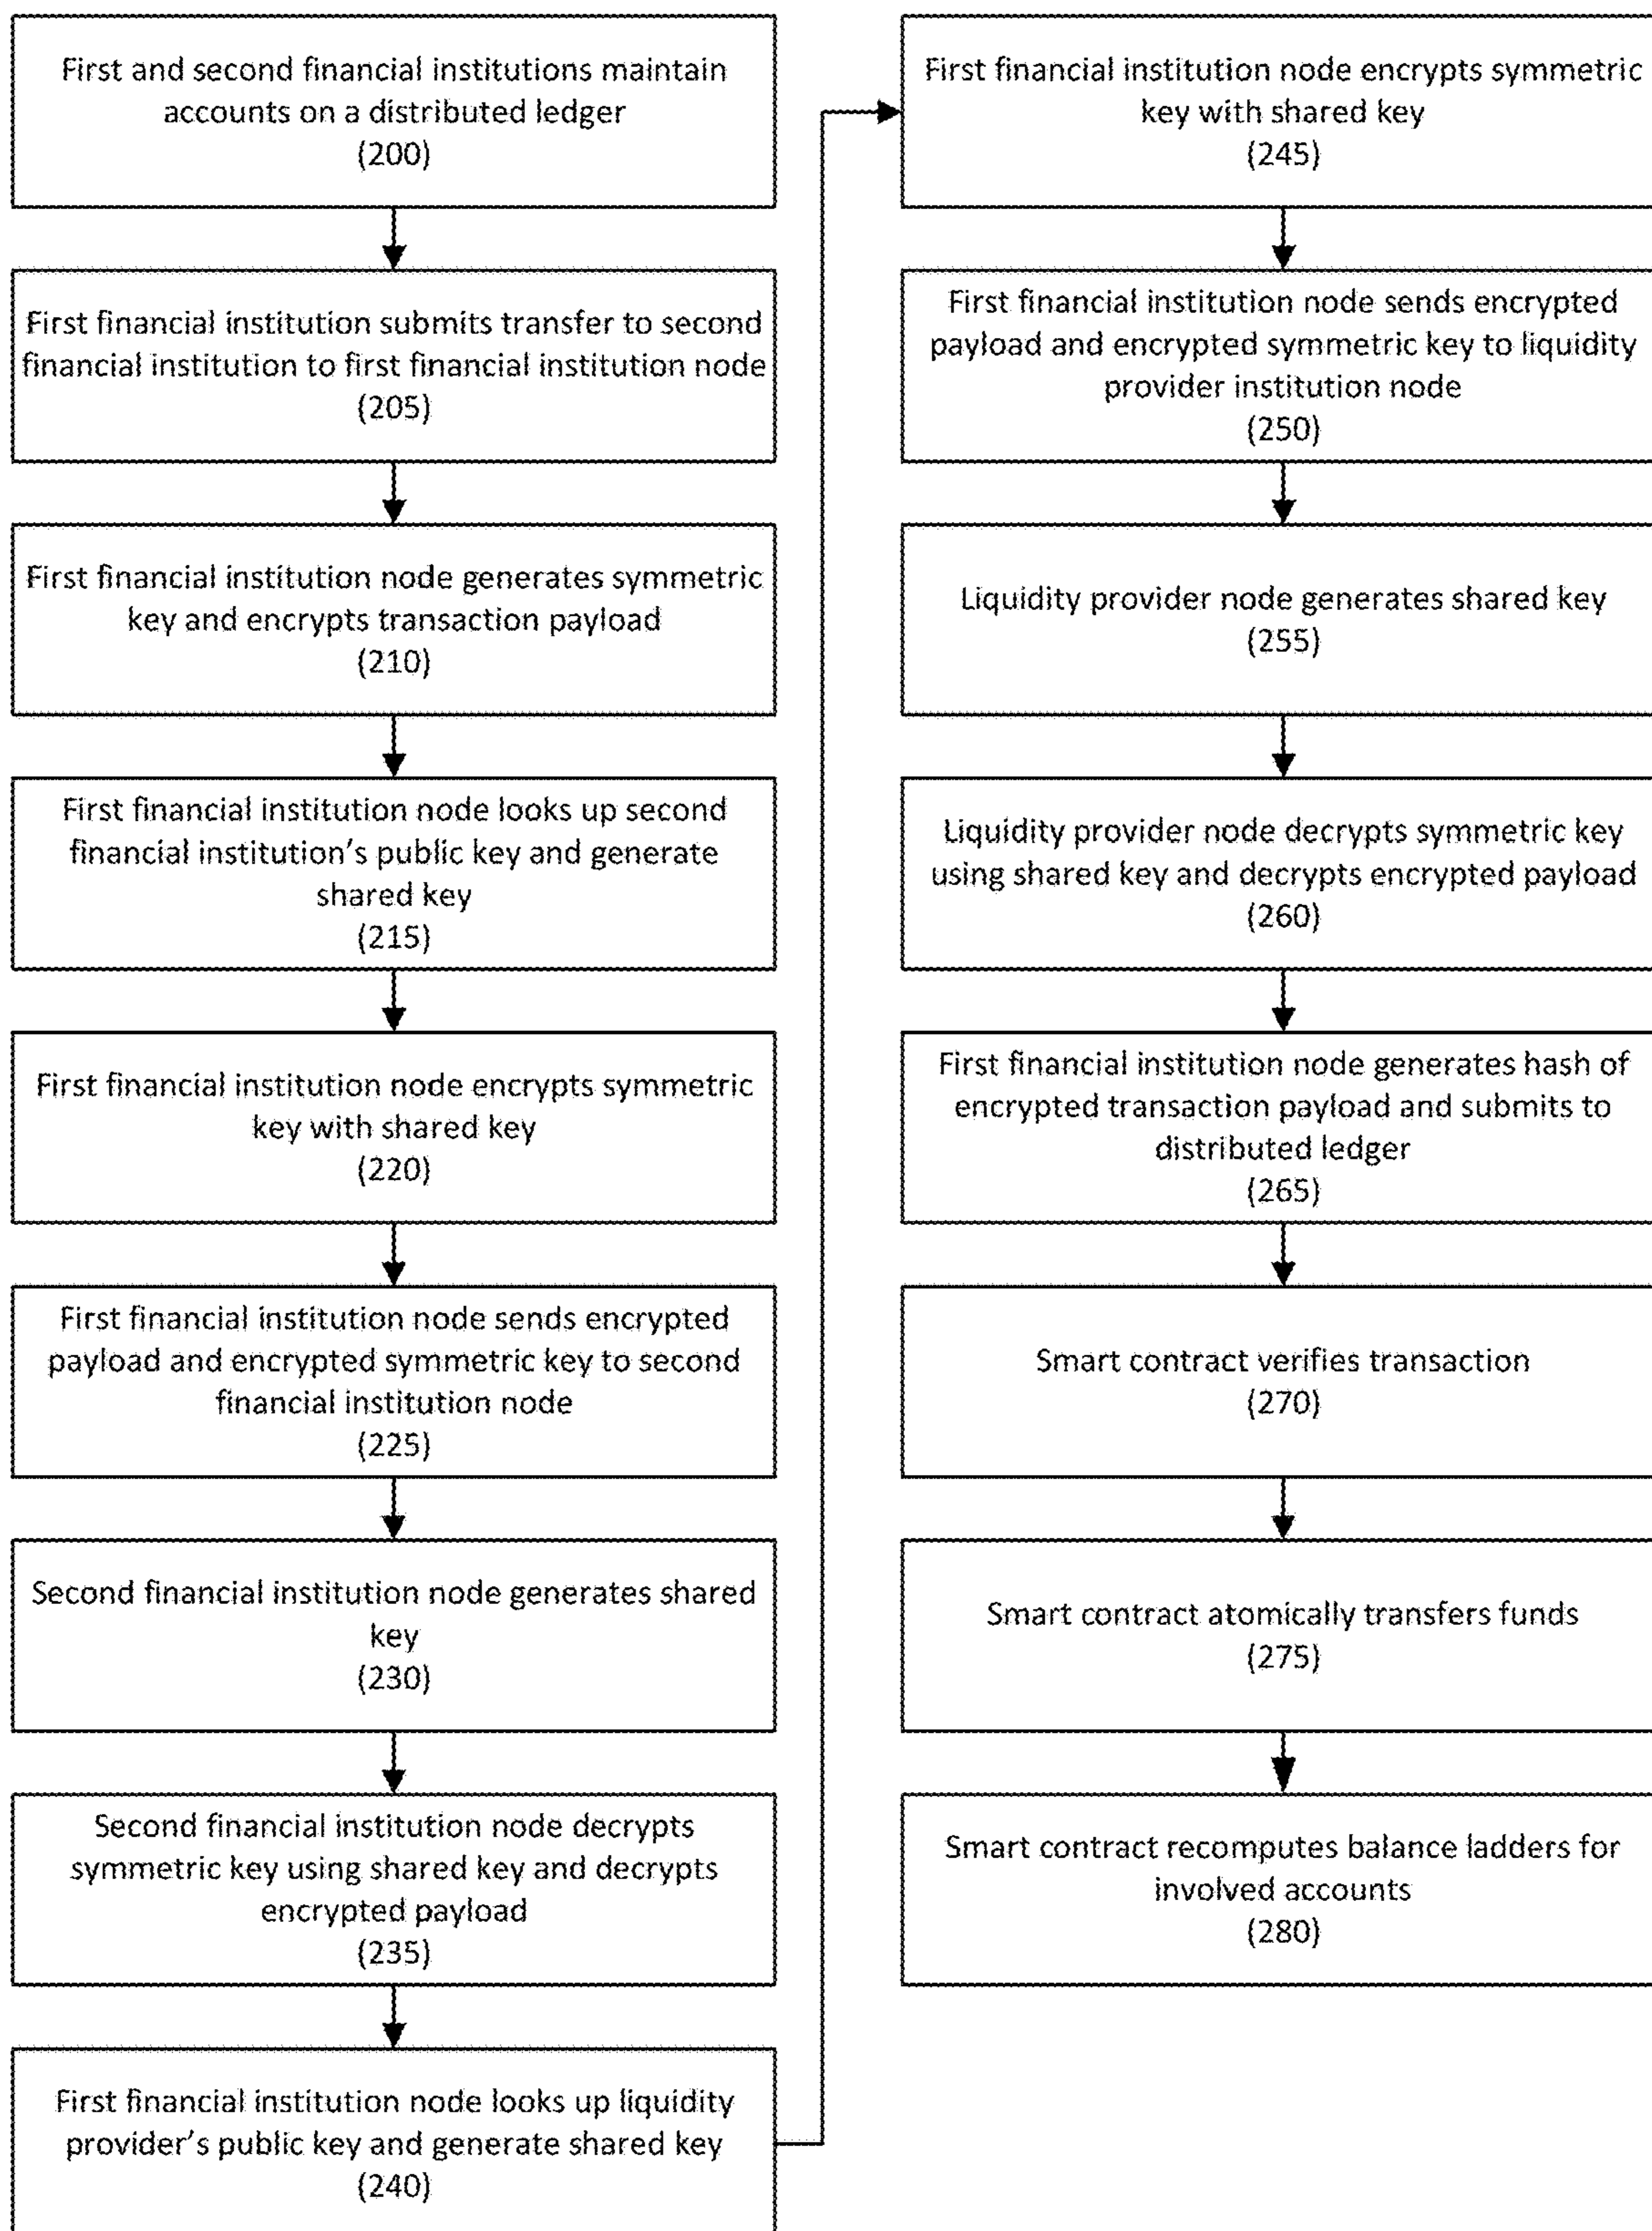 First and second financial institutions maintain
accounts on a distributed ledger
(200)
First financial institution submits transfer to second
financial institution to first financial institution node
(205)
First financial institution node generates symmetric
key and encrypts transaction payload
(210)
First financial institution node looks up second
financial institution's public key and generate
shared key
(215)
First financial institution node encrypts symmetric
key with shared key
(220)
First financial institution node sends encrypted
payload and encrypted symmetric key to second
financial institution node
(225)
Second financial institution node generates shared
key
(230)
Second financial institution node decrypts
symmetric key using shared key and decrypts
encrypted payload
(235)
First financial institution node looks up liquidity
provider's public key and generate shared key
(240)
First financial institution node encrypts symmetric
key with shared key
(245)
First financial institution node sends encrypted
payload and encrypted symmetric key to liquidity
provider institution node
(250)
Liquidity provider node generates shared key
(255)
Liquidity provider node decrypts symmetric key
using shared key and decrypts encrypted payload
(260)
First financial institution node generates hash of
encrypted transaction payload and submits to
distributed ledger
(265)
Smart contract verifies transaction
(270)
Smart contract atomically transfers funds
(275)
Smart contract recomputes balance ladders for
involved accounts
(280)